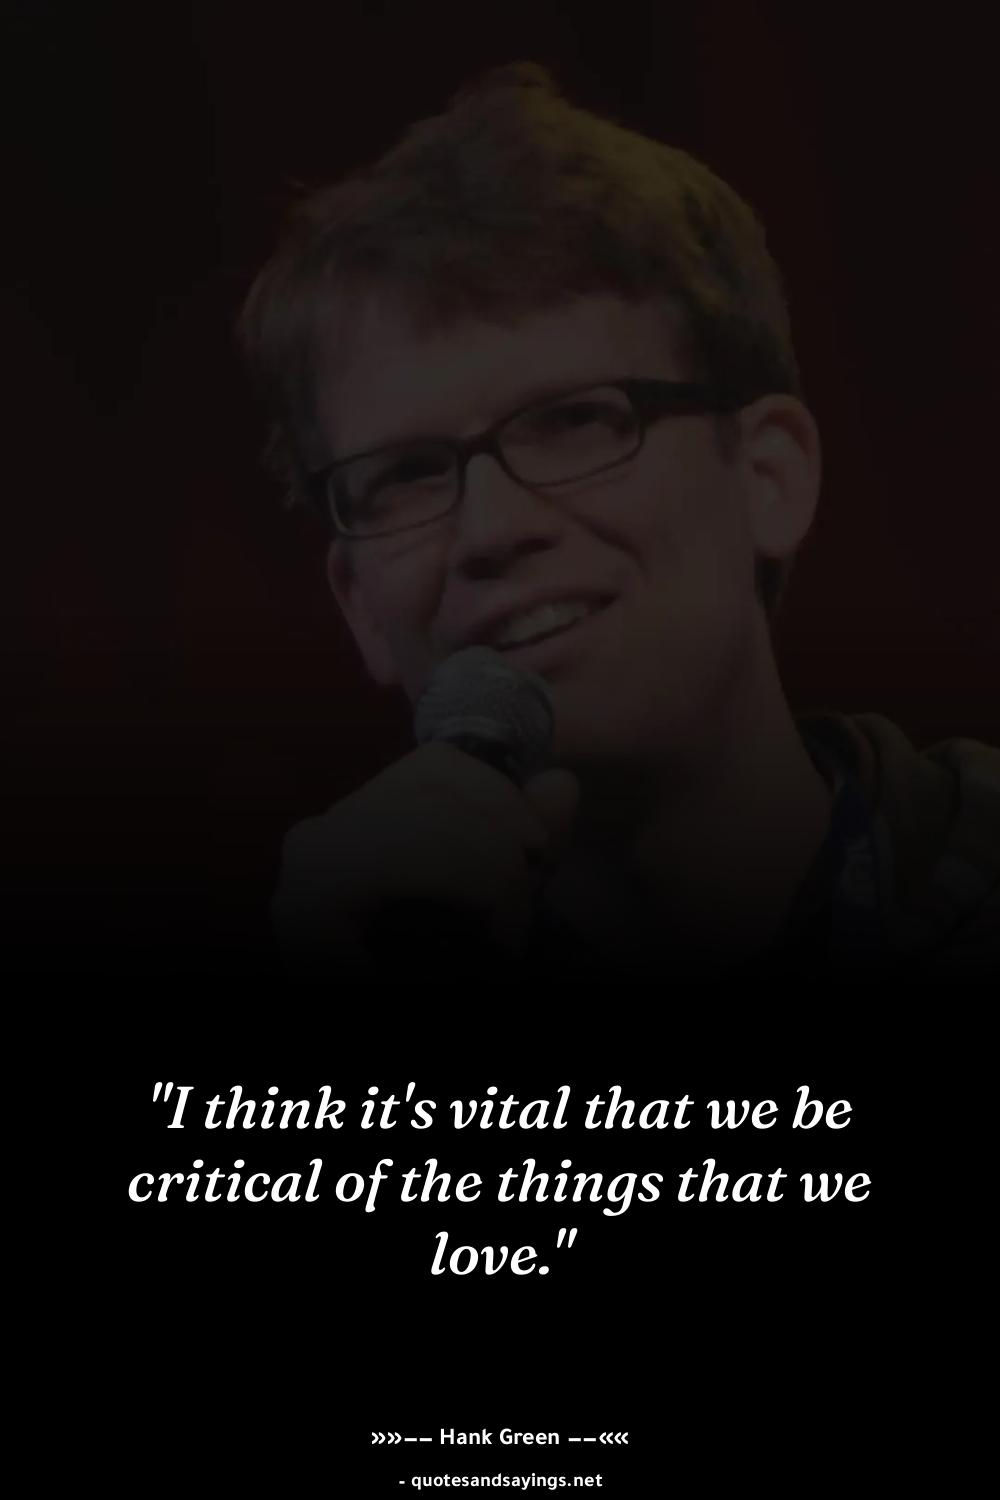 "I think it's vital that we be
critical of the things that we
love."
»»−− Hank Green −−««
- quotesandsayings.net